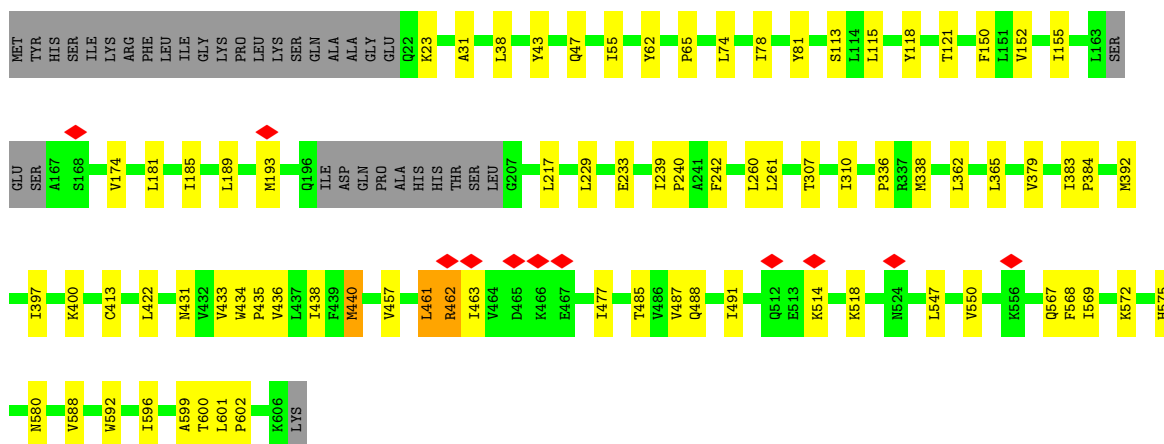 MET TYR HIS SER ILE LYS ARG PHE LEU ILE GLY LYS PRO LEU LYS SER GLN ALA ALA GLY GLU Q22 K23 A31 L38 Y43 Q47 I55 Y62 P65 L74 I78 Y81 S113 L114 L115 Y118 T121 F150 L151 V152 I155 L163 SER
GLU SER A167 S168 V174 L181 I185 L189 M193 Q196 ILE ASP GLN PRO ALA HIS HIS THR SER LEU G207 L217 L229 E233 I239 P240 A241 F242 L260 L261 T307 I310 P336 R337 M338 L362 L365 V379 I383 P384 M392
I397 K400 C413 L422 N431 V432 V433 W434 P435 V436 L437 I438 F439 M440 V457 L461 R462 I463 V464 D465 K466 E467 I477 T485 V486 V487 Q488 I491 Q512 E513 K514 K518 N524 L547 V550 K556 Q567 F568 I569 K572 H575
N580 V588 W592 I596 A599 T600 L601 P602 K606 LYS